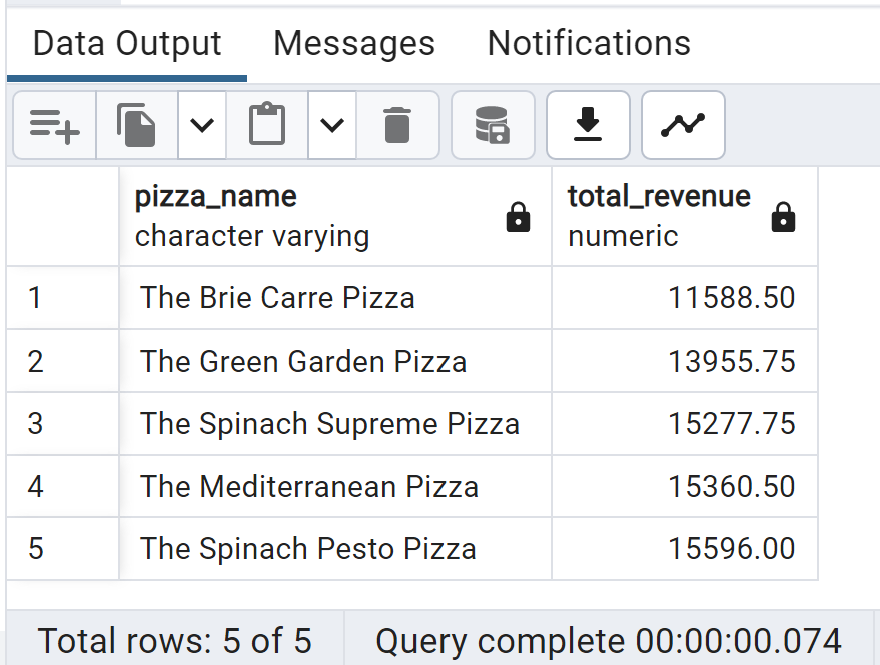 Data Output Messages Notifications
pizza_name total_revenue
character varying numeric
1 The Brie Carre Pizza 11588.50
2 The Green Garden Pizza 13955.75
3 The Spinach Supreme Pizza 15277.75
4 The Mediterranean Pizza 15360.50
5 The Spinach Pesto Pizza 15596.00
Total rows: 5 of 5 Query complete 00:00:00.074